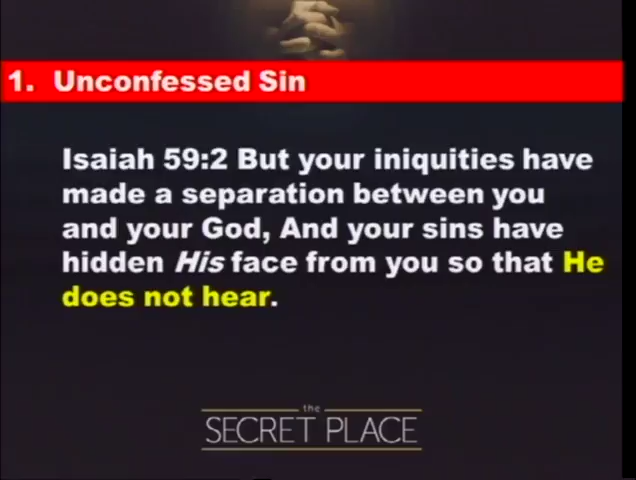 1. Unconfessed Sin
Isaiah 59:2 But your iniquities have
made a separation between you
and your God, And your sins have
hidden His face from you so that He
does not hear.
the
SECRET PLACE